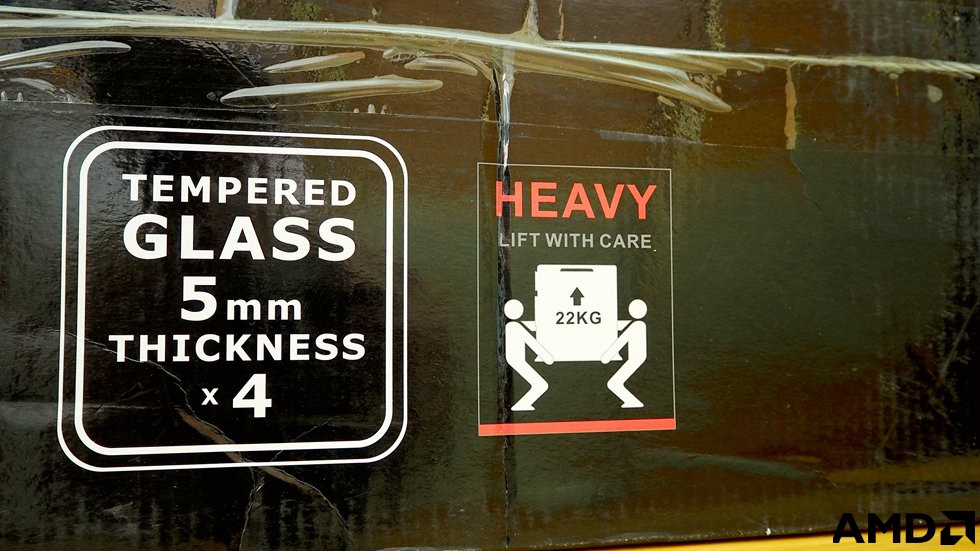 TEMPERED
GLASS
5mm
THICKNESS
x 4
HEAVY
LIFT WITH CARE
22KG
AMD